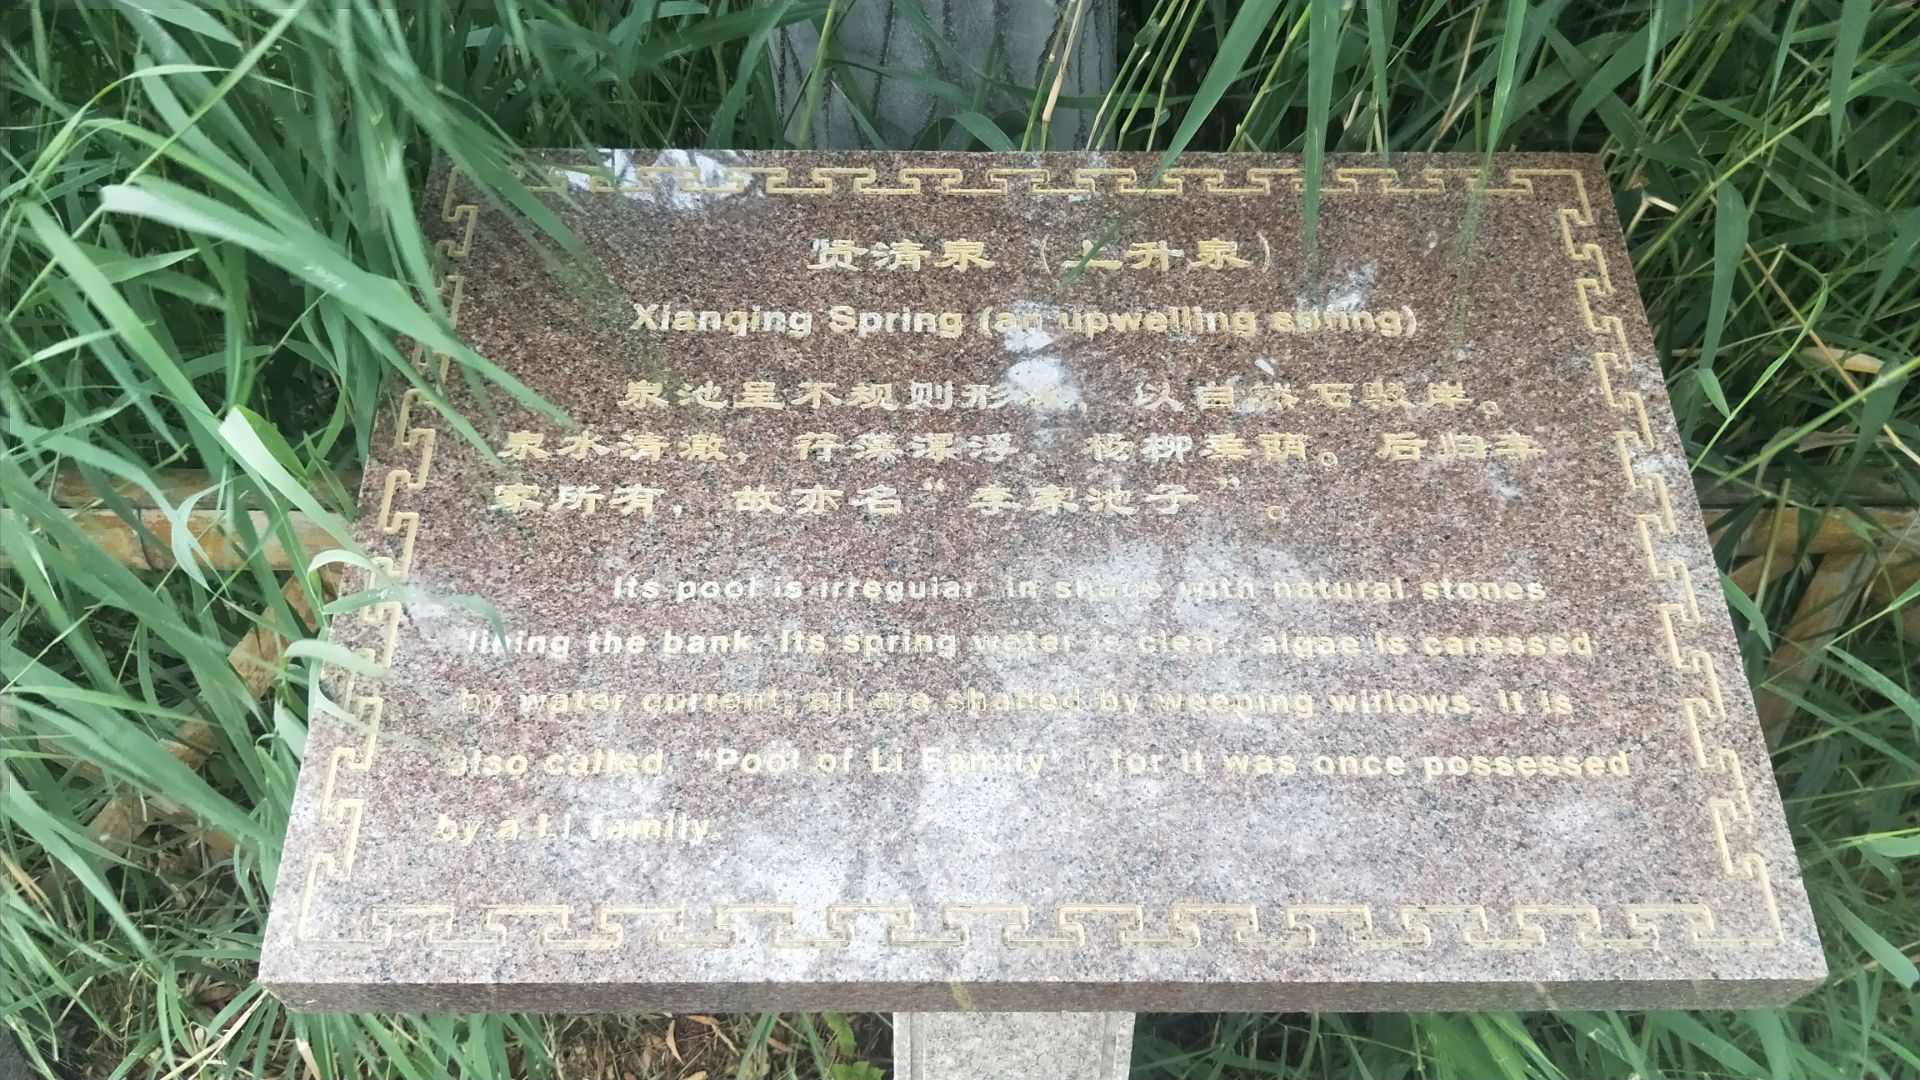 贤清泉（上升泉）
Xianqing Spring (an upwelling spring)
泉池呈不规则形，以自然石驳岸。
泉水清澈，荇藻漂浮，杨柳垂荫。后归李
家所有，故亦名“李家池子”。
Its pool is irregular in shape with natural stones
lining the bank. Its spring water is clear, algae is caressed
by water current, all are shaded by weeping willows. It is
also called “Pool of Li Family”, for it was once possessed
by a Li family.